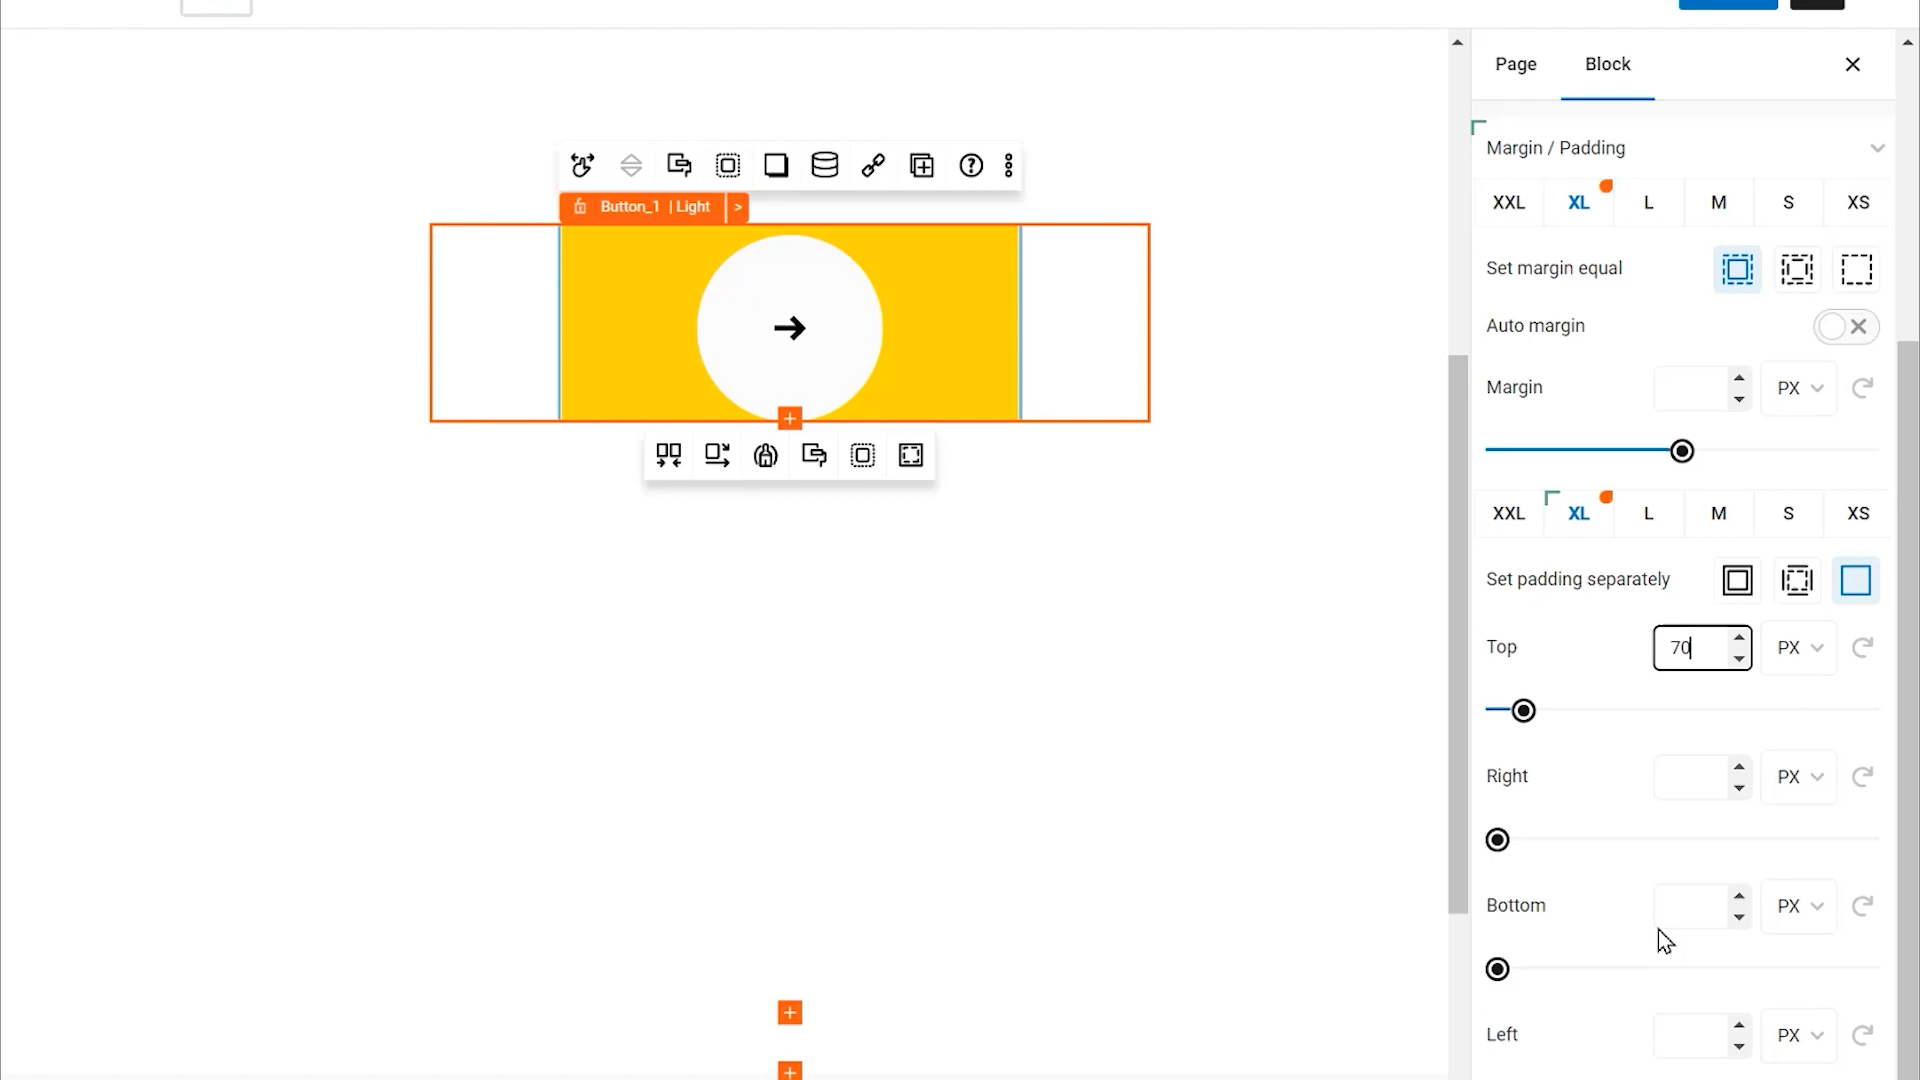 Page Block
Margin / Padding
Button_1 | Light >
XXL XL L M S XS
Set margin equal
Auto margin
Margin PX
XXL XL L M S XS
Set padding separately
Top 70 PX
Right PX
Bottom PX
Left PX